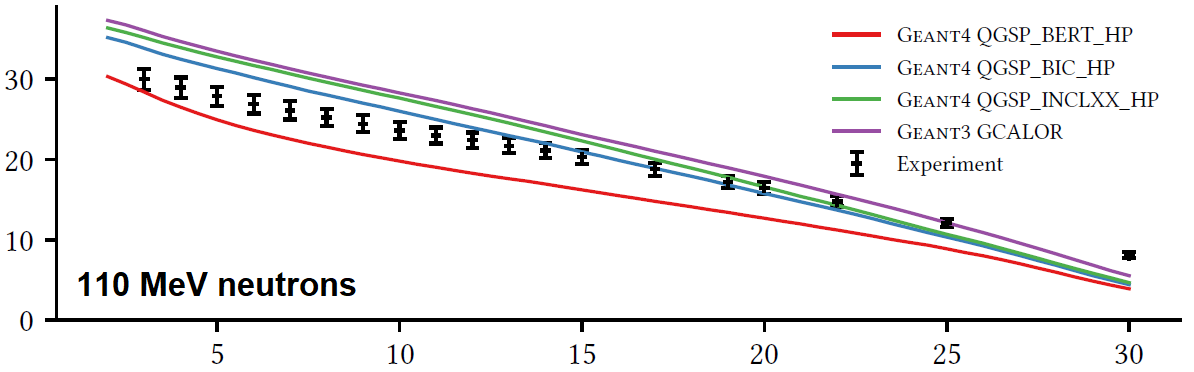 GEANT4 QGSP_BERT_HP
GEANT4 QGSP_BIC_HP
GEANT4 QGSP_INCLXX_HP
GEANT3 GCALOR
Experiment
30
20
10
0
110 MeV neutrons
5 10 15 20 25 30